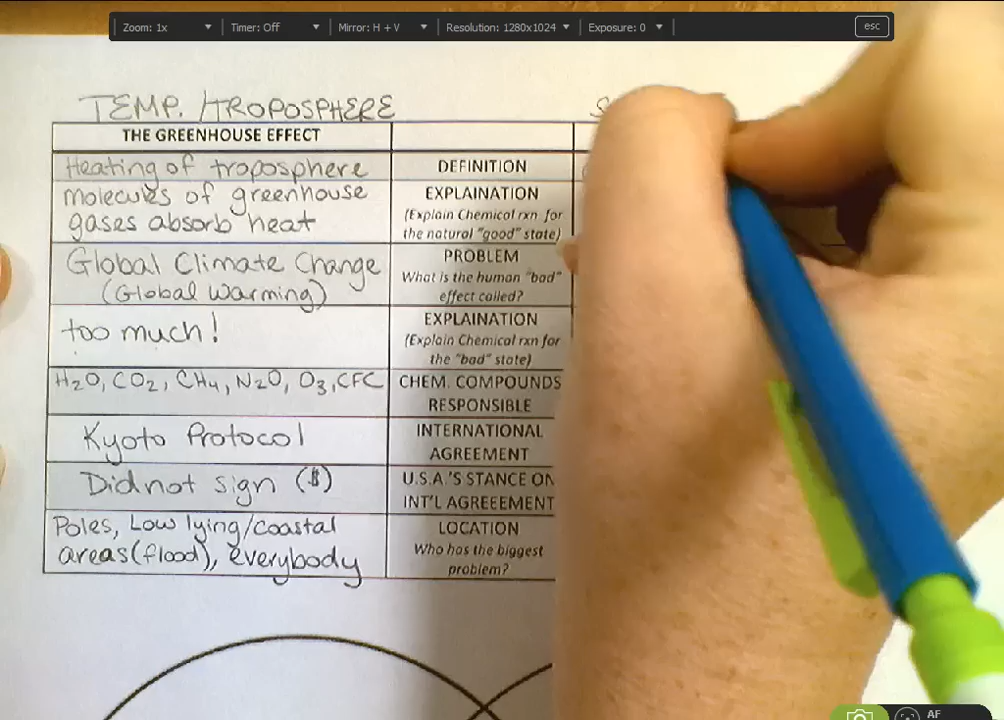 Zoom: 1x Timer: Off Mirror: H + V Resolution: 1280x1024 Exposure: 0 esc
TEMP. /TROPOSPHERE S
THE GREENHOUSE EFFECT
Heating of troposphere
DEFINITION
molecules of greenhouse
gases absorb heat
EXPLAINATION
(Explain Chemical rxn for
the natural "good" state)
Global Climate Change
(Global Warming)
PROBLEM
What is the human "bad"
effect called?
too much!
EXPLAINATION
(Explain Chemical rxn for
the "bad" state)
H2O, CO2, CH4, N2O, O3, CFC
CHEM. COMPOUNDS
RESPONSIBLE
Kyoto Protocol
INTERNATIONAL
AGREEMENT
Did not sign ($)
U.S.A.'S STANCE ON
INT'L AGREEEMENT
Poles, Low lying/coastal
areas(flood), everybody
LOCATION
Who has the biggest
problem?
AF